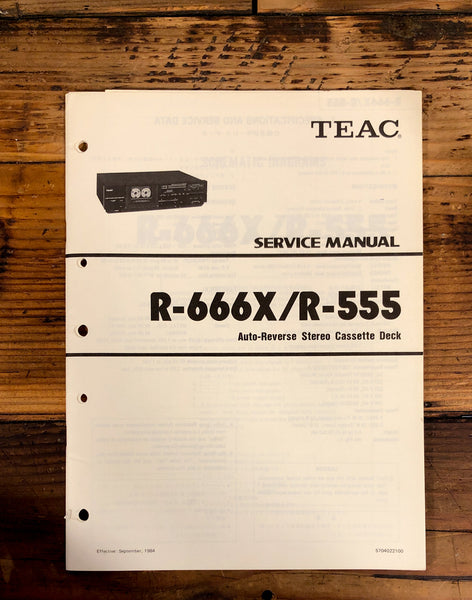 TEAC
SERVICE MANUAL
R-666X/R-555
Auto-Reverse Stereo Cassette Deck
Effective: September, 1984
5704022100